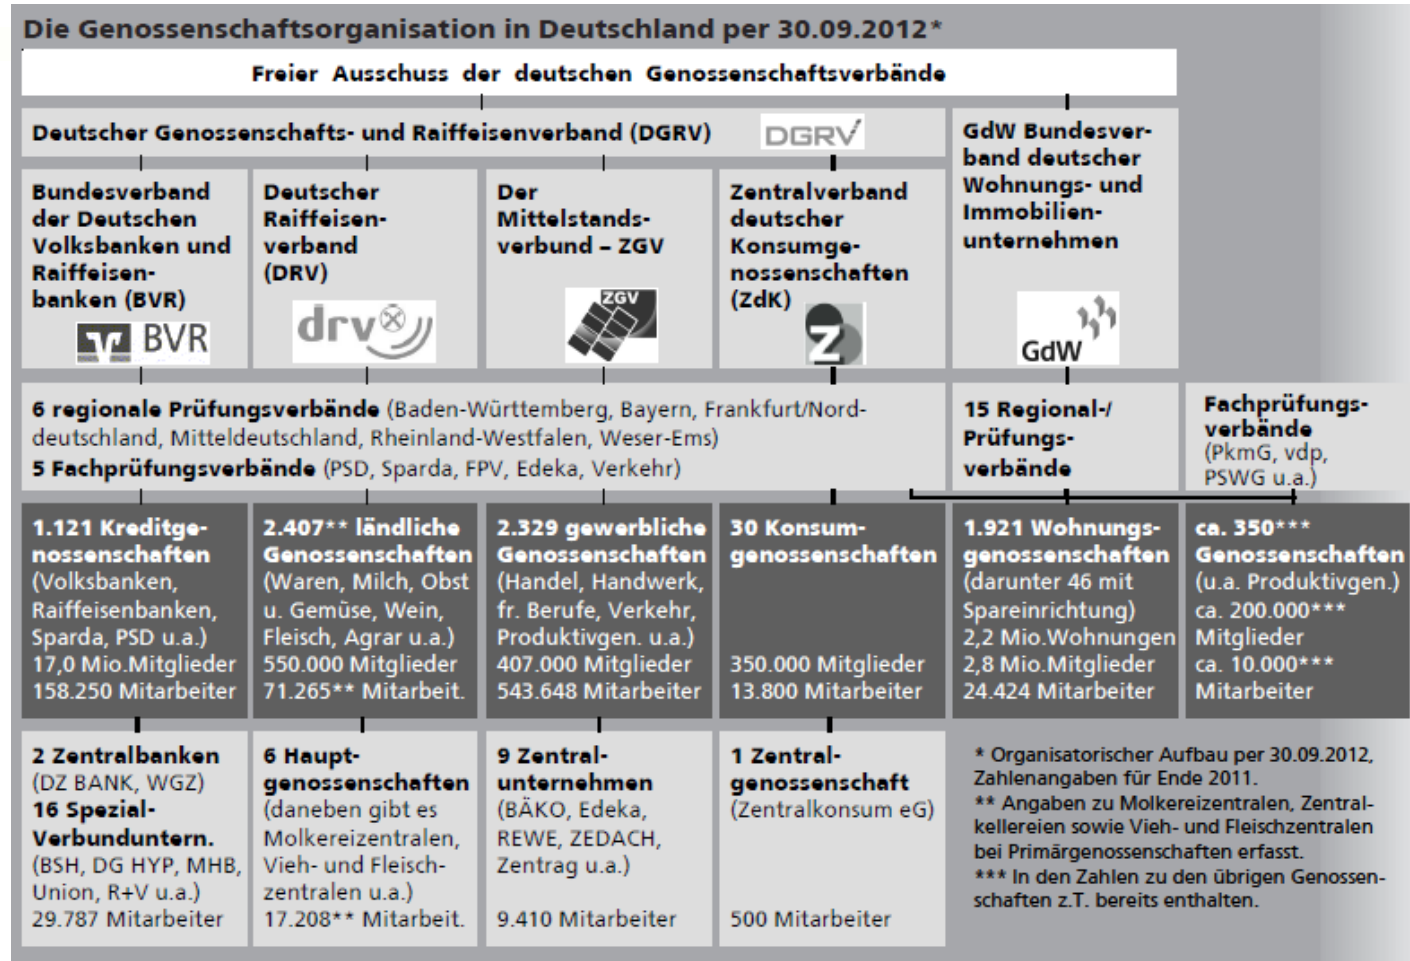 Die Genossenschaftsorganisation in Deutschland per 30.09.2012*
Freier Ausschuss der deutschen Genossenschaftsverbände
Deutscher Genossenschafts- und Raiffeisenverband (DGRV)
DGRV
GdW Bundesver-
band deutscher
Wohnungs- und
Immobilien-
unternehmen
GdW
Bundesverband
der Deutschen
Volksbanken und
Raiffeisen-
banken (BVR)
BVR
Deutscher
Raiffeisen-
verband
(DRV)
drv
Der
Mittelstands-
verbund – ZGV
ZGV
Zentralverband
deutscher
Konsumge-
nossenschaften
(ZdK)
Z
6 regionale Prüfungsverbände (Baden-Württemberg, Bayern, Frankfurt/Nord-
deutschland, Mitteldeutschland, Rheinland-Westfalen, Weser-Ems)
5 Fachprüfungsverbände (PSD, Sparda, FPV, Edeka, Verkehr)
15 Regional-/
Prüfungs-
verbände
Fachprüfungs-
verbände
(PkmG, vdp,
PSWG u.a.)
1.121 Kreditge-
nossenschaften
(Volksbanken,
Raiffeisenbanken,
Sparda, PSD u.a.)
17,0 Mio.Mitglieder
158.250 Mitarbeiter
2.407** ländliche
Genossenschaften
(Waren, Milch, Obst
u. Gemüse, Wein,
Fleisch, Agrar u.a.)
550.000 Mitglieder
71.265** Mitarbeit.
2.329 gewerbliche
Genossenschaften
(Handel, Handwerk,
fr. Berufe, Verkehr,
Produktivgen. u.a.)
407.000 Mitglieder
543.648 Mitarbeiter
30 Konsum-
genossenschaften
350.000 Mitglieder
13.800 Mitarbeiter
1.921 Wohnungs-
genossenschaften
(darunter 46 mit
Spareinrichtung)
2,2 Mio.Wohnungen
2,8 Mio.Mitglieder
24.424 Mitarbeiter
ca. 350***
Genossenschaften
(u.a. Produktivgen.)
ca. 200.000***
Mitglieder
ca. 10.000***
Mitarbeiter
2 Zentralbanken
(DZ BANK, WGZ)
16 Spezial-
Verbunduntern.
(BSH, DG HYP, MHB,
Union, R+V u.a.)
29.787 Mitarbeiter
6 Haupt-
genossenschaften
(daneben gibt es
Molkereizentralen,
Vieh- und Fleisch-
zentralen u.a.)
17.208** Mitarbeit.
9 Zentral-
unternehmen
(BÄKO, Edeka,
REWE, ZEDACH,
Zentrag u.a.)
9.410 Mitarbeiter
1 Zentral-
genossenschaft
(Zentralkonsum eG)
500 Mitarbeiter
* Organisatorischer Aufbau per 30.09.2012,
Zahlenangaben für Ende 2011.
** Angaben zu Molkereizentralen, Zentral-
kellereien sowie Vieh- und Fleischzentralen
bei Primärgenossenschaften erfasst.
*** In den Zahlen zu den übrigen Genossen-
schaften z.T. bereits enthalten.